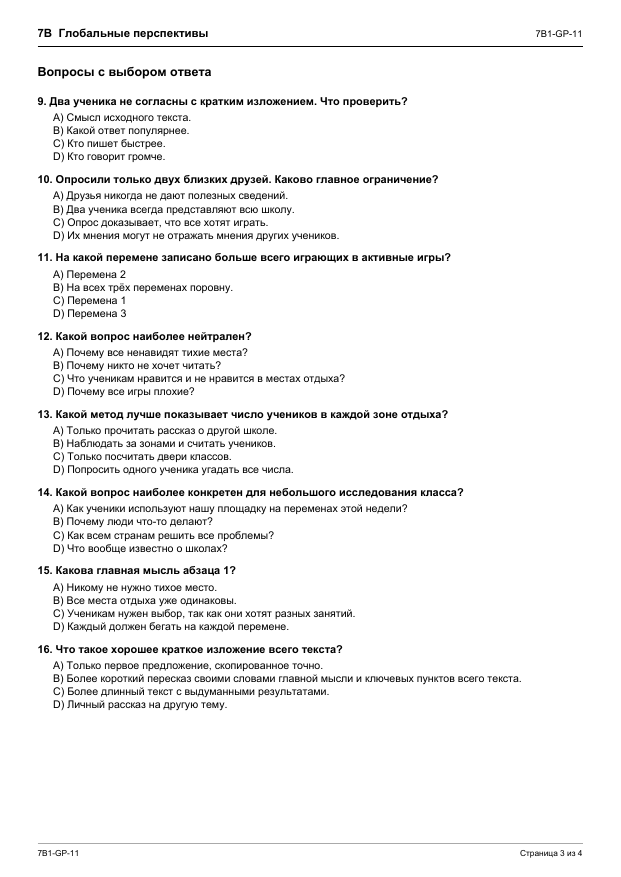 7B Глобальные перспективы
7B1-GP-11
Вопросы с выбором ответа
9. Два ученика не согласны с кратким изложением. Что проверить?
A) Смысл исходного текста.
B) Какой ответ популярнее.
C) Кто пишет быстрее.
D) Кто говорит громче.
10. Опросили только двух близких друзей. Каково главное ограничение?
A) Друзья никогда не дают полезных сведений.
B) Два ученика всегда представляют всю школу.
C) Опрос доказывает, что все хотят играть.
D) Их мнения могут не отражать мнения других учеников.
11. На какой перемене записано больше всего играющих в активные игры?
A) Перемена 2
B) На всех трёх переменах поровну.
C) Перемена 1
D) Перемена 3
12. Какой вопрос наиболее нейтрален?
A) Почему все ненавидят тихие места?
B) Почему никто не хочет читать?
C) Что ученикам нравится и не нравится в местах отдыха?
D) Почему все игры плохие?
13. Какой метод лучше показывает число учеников в каждой зоне отдыха?
A) Только прочитать рассказ о другой школе.
B) Наблюдать за зонами и считать учеников.
C) Только посчитать двери классов.
D) Попросить одного ученика угадать все числа.
14. Какой вопрос наиболее конкретен для небольшого исследования класса?
A) Как ученики используют нашу площадку на переменах этой недели?
B) Почему люди что-то делают?
C) Как всем странам решить все проблемы?
D) Что вообще известно о школах?
15. Какова главная мысль абзаца 1?
A) Никому не нужно тихое место.
B) Все места отдыха уже одинаковы.
C) Ученикам нужен выбор, так как они хотят разных занятий.
D) Каждый должен бегать на каждой перемене.
16. Что такое хорошее краткое изложение всего текста?
A) Только первое предложение, скопированное точно.
B) Более короткий пересказ своими словами главной мысли и ключевых пунктов всего текста.
C) Более длинный текст с выдуманными результатами.
D) Личный рассказ на другую тему.
7B1-GP-11
Страница 3 из 4